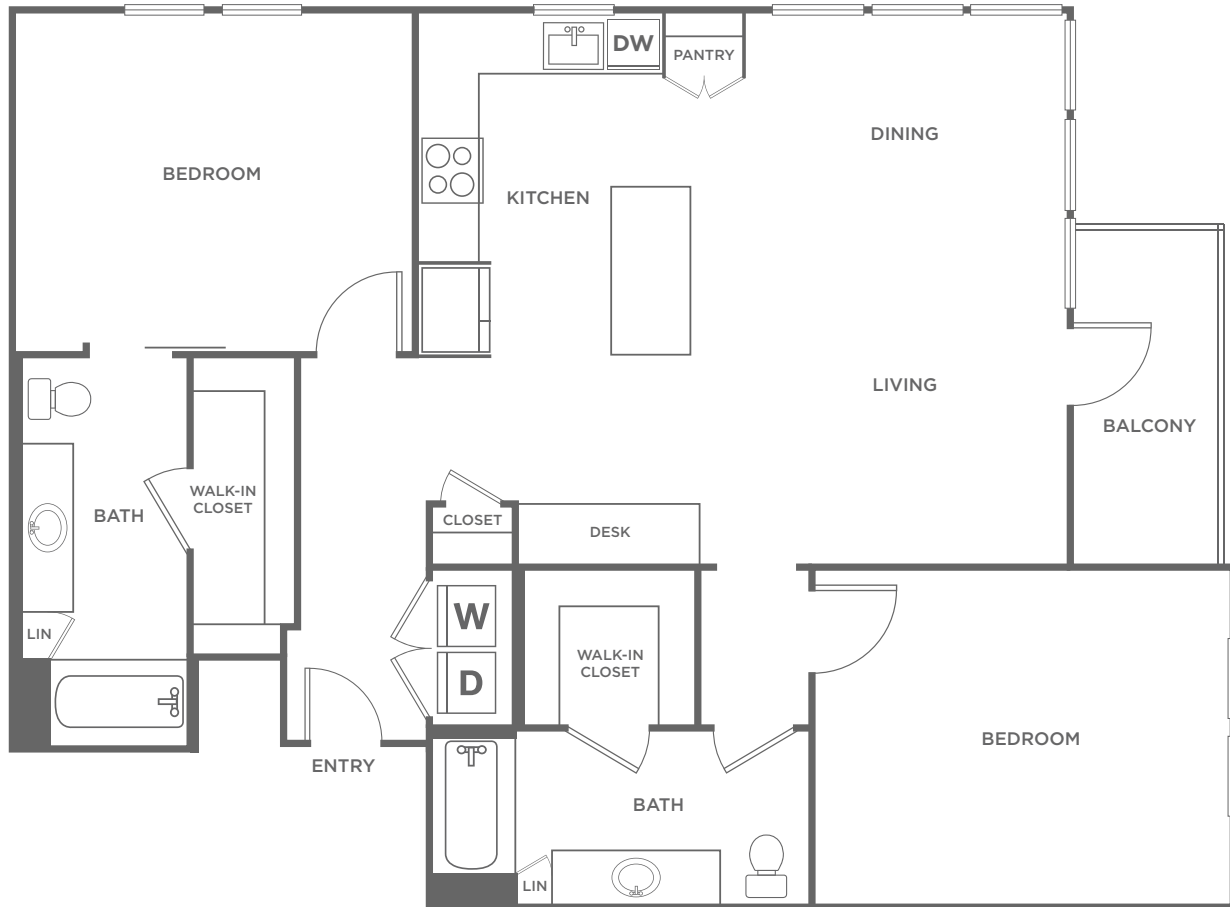 DW
PANTRY
DINING
BEDROOM
KITCHEN
LIVING
BALCONY
WALK-IN
CLOSET
BATH
CLOSET
DESK
W
LIN
WALK-IN
CLOSET
D
BEDROOM
ENTRY
BATH
LIN